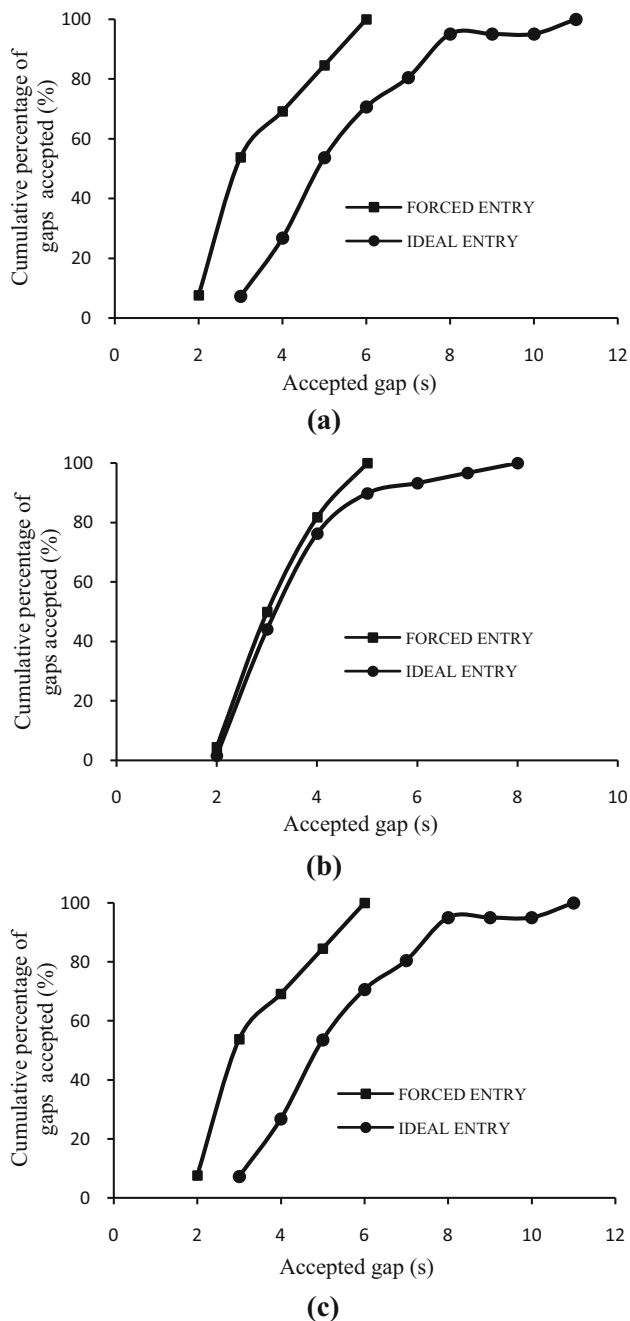 Cumulative percentage of
gaps accepted (%)
100
80
60
40
20
0
FORCED ENTRY
IDEAL ENTRY
0 2 4 6 8 10 12
Accepted gap (s)
(a)
Cumulative percentage of
gaps accepted (%)
100
80
60
40
20
0
FORCED ENTRY
IDEAL ENTRY
0 2 4 6 8 10
Accepted gap (s)
(b)
Cumulative percentage of
gaps accepted (%)
100
80
60
40
20
0
FORCED ENTRY
IDEAL ENTRY
0 2 4 6 8 10 12
Accepted gap (s)
(c)